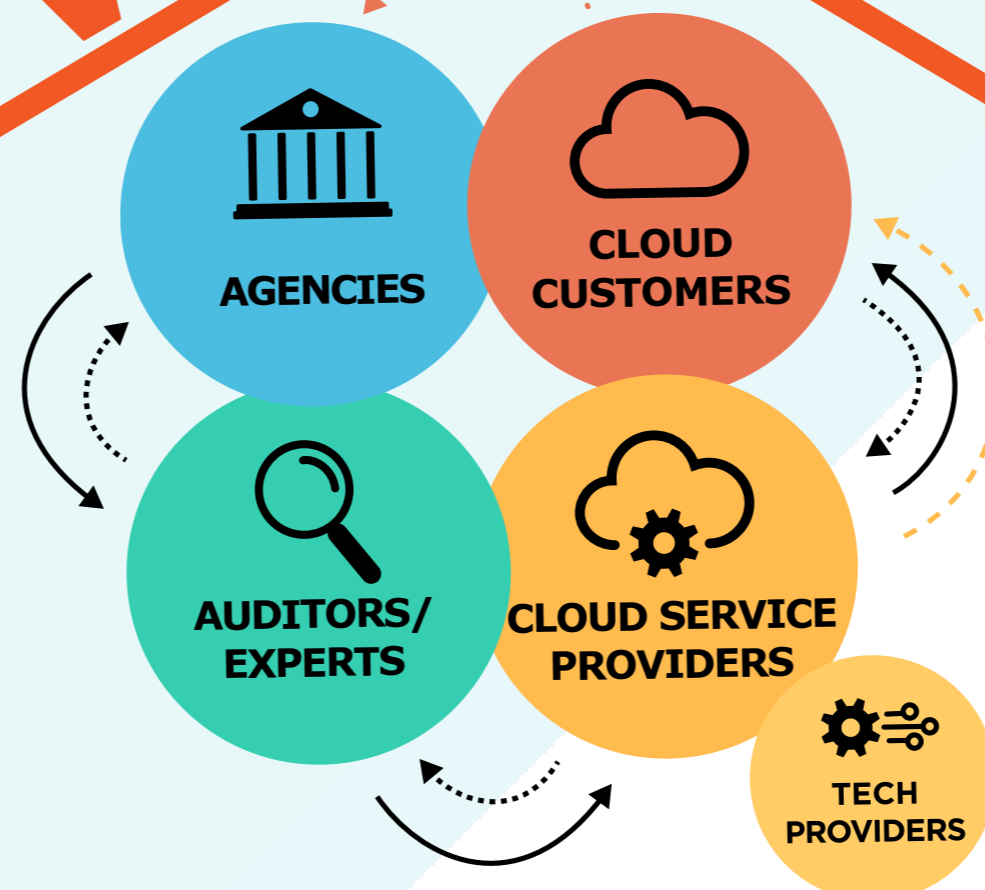 AGENCIES
CLOUD
CUSTOMERS
AUDITORS/
EXPERTS
CLOUD SERVICE
PROVIDERS
TECH
PROVIDERS